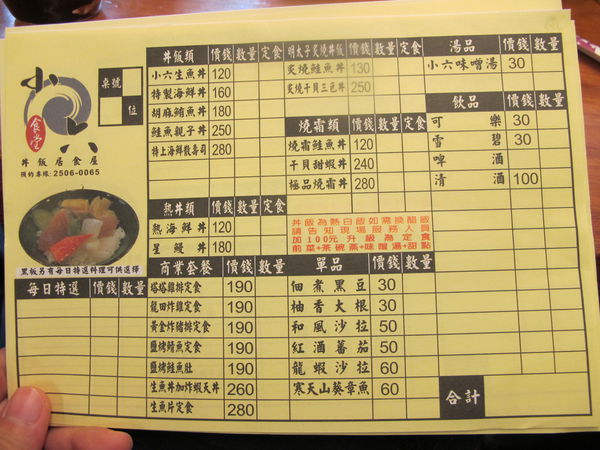 小六
食堂
丼飯居食屋
預約專線:2506-0065
桌號
位
黑板另有每日特選料理可供選擇
每日特選 價錢 數量
丼飯類 價錢 數量 定食
小六生魚丼 120
特製海鮮丼 160
胡麻鮪魚丼 180
鮭魚親子丼 250
特上海鮮散壽司 280
熱丼類 價錢 數量 定食
熱海鮮丼 120
星鰻丼 180
商業套餐 價錢 數量
塔塔雞排定食 190
龍田炸雞定食 190
黃金炸豬排定食 190
鹽烤鯖魚定食 190
鹽烤鮭魚肚 190
生魚丼加炸蝦天丼 260
生魚片定食 280
明太子炙燒丼飯 價錢 數量 定食
炙燒鮭魚丼 130
炙燒干貝三色丼 250
燒霜類 價錢 數量 定食
燒霜鮭魚丼 120
干貝甜蝦丼 240
極品燒霜丼 280
丼飯為熱白飯如需換醋飯
請告知現場服務人員
加100元升級為定食
前菜+茶碗蒸+味噌湯+甜點
單品 價錢 數量
佃煮黑豆 30
柚香大根 30
和風沙拉 50
紅酒蕃茄 50
龍蝦沙拉 60
寒天山葵章魚 60
湯品 價錢 數量
小六味噌湯 30
飲品 價錢 數量
可樂 30
雪碧 30
啤酒
清酒 100
合計